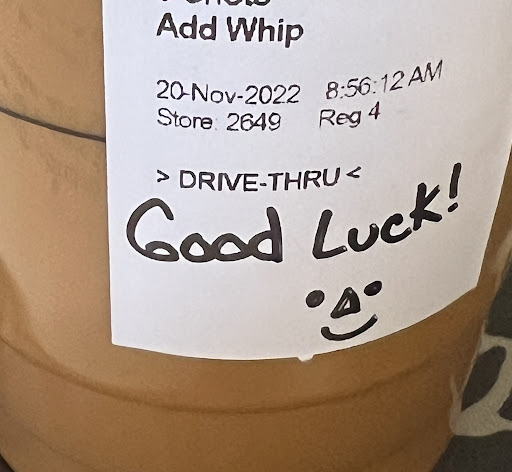 Add Whip
20-Nov-2022 8:56:12 AM
Store: 2649 Reg 4
> DRIVE-THRU <
Good Luck!